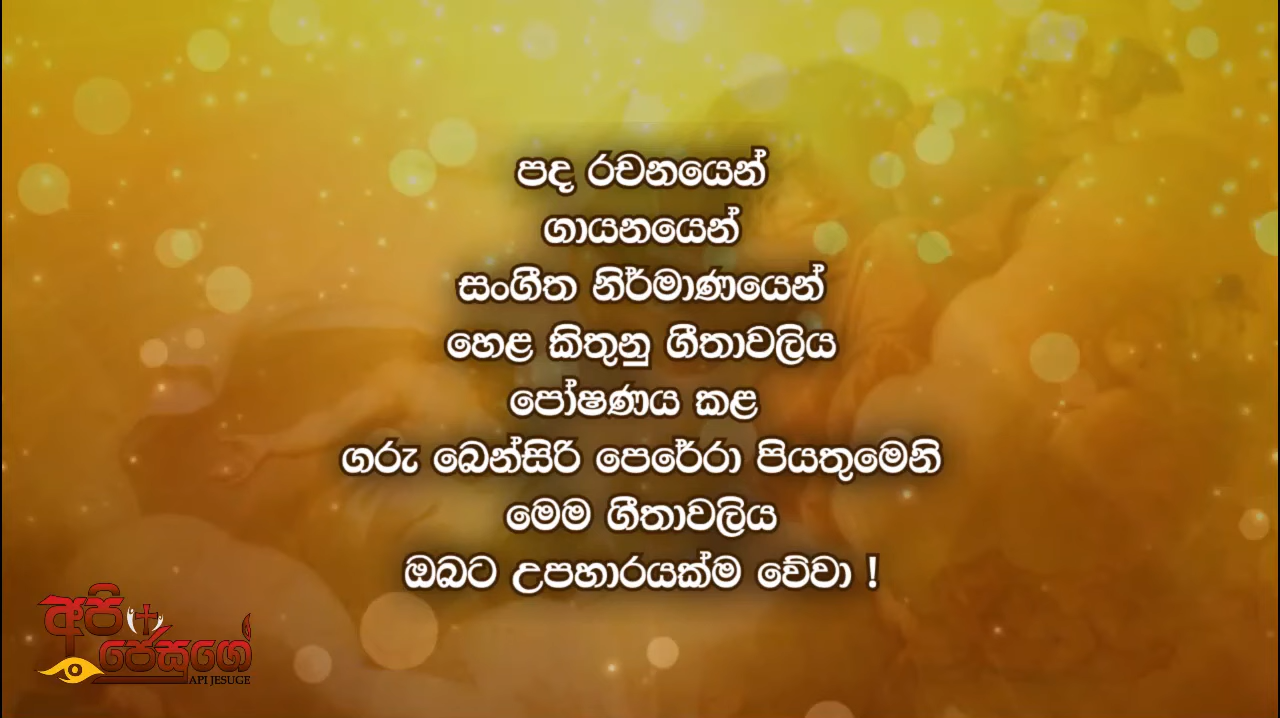 පද රචනයෙන්
ගායනයෙන්
සංගීත නිර්මාණයෙන්
හෙළ කිතුනු ගීතාවලිය
පෝෂණය කළ
ගරු බෙන්සිරි පෙරේරා පියතුමෙනි
මෙම ගීතාවලිය
ඔබට උපහාරයක්ම වේවා !
අපි
ජේසුගේ
API JESUGE